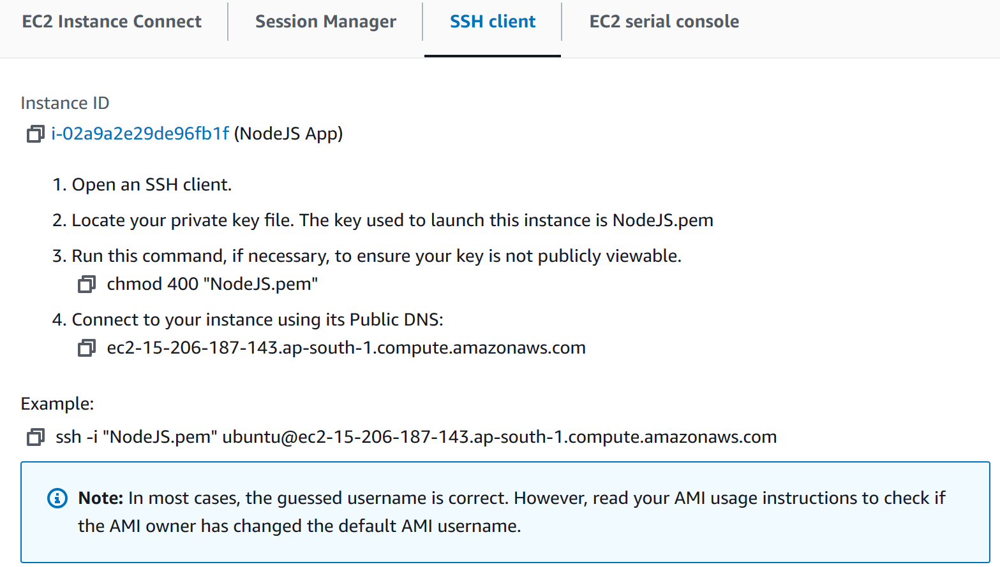 EC2 Instance Connect
Session Manager
SSH client
EC2 serial console
Instance ID
i-02a9a2e29de96fb1f (NodeJS App)
1. Open an SSH client.
2. Locate your private key file. The key used to launch this instance is NodeJS.pem
3. Run this command, if necessary, to ensure your key is not publicly viewable.
chmod 400 "NodeJS.pem"
4. Connect to your instance using its Public DNS:
ec2-15-206-187-143.ap-south-1.compute.amazonaws.com
Example:
ssh -i "NodeJS.pem" ubuntu@ec2-15-206-187-143.ap-south-1.compute.amazonaws.com
Note: In most cases, the guessed username is correct. However, read your AMI usage instructions to check if
the AMI owner has changed the default AMI username.